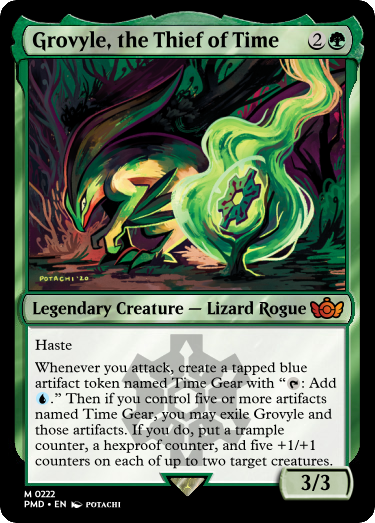 Grovyle, the Thief of Time 2
POTACHI '20
Legendary Creature — Lizard Rogue
Haste
Whenever you attack, create a tapped blue
artifact token named Time Gear with “: Add
.” Then if you control five or more artifacts
named Time Gear, you may exile Grovyle and
those artifacts. If you do, put a trample
counter, a hexproof counter, and five +1/+1
counters on each of up to two target creatures.
3/3
M 0222
PMD • EN POTACHI